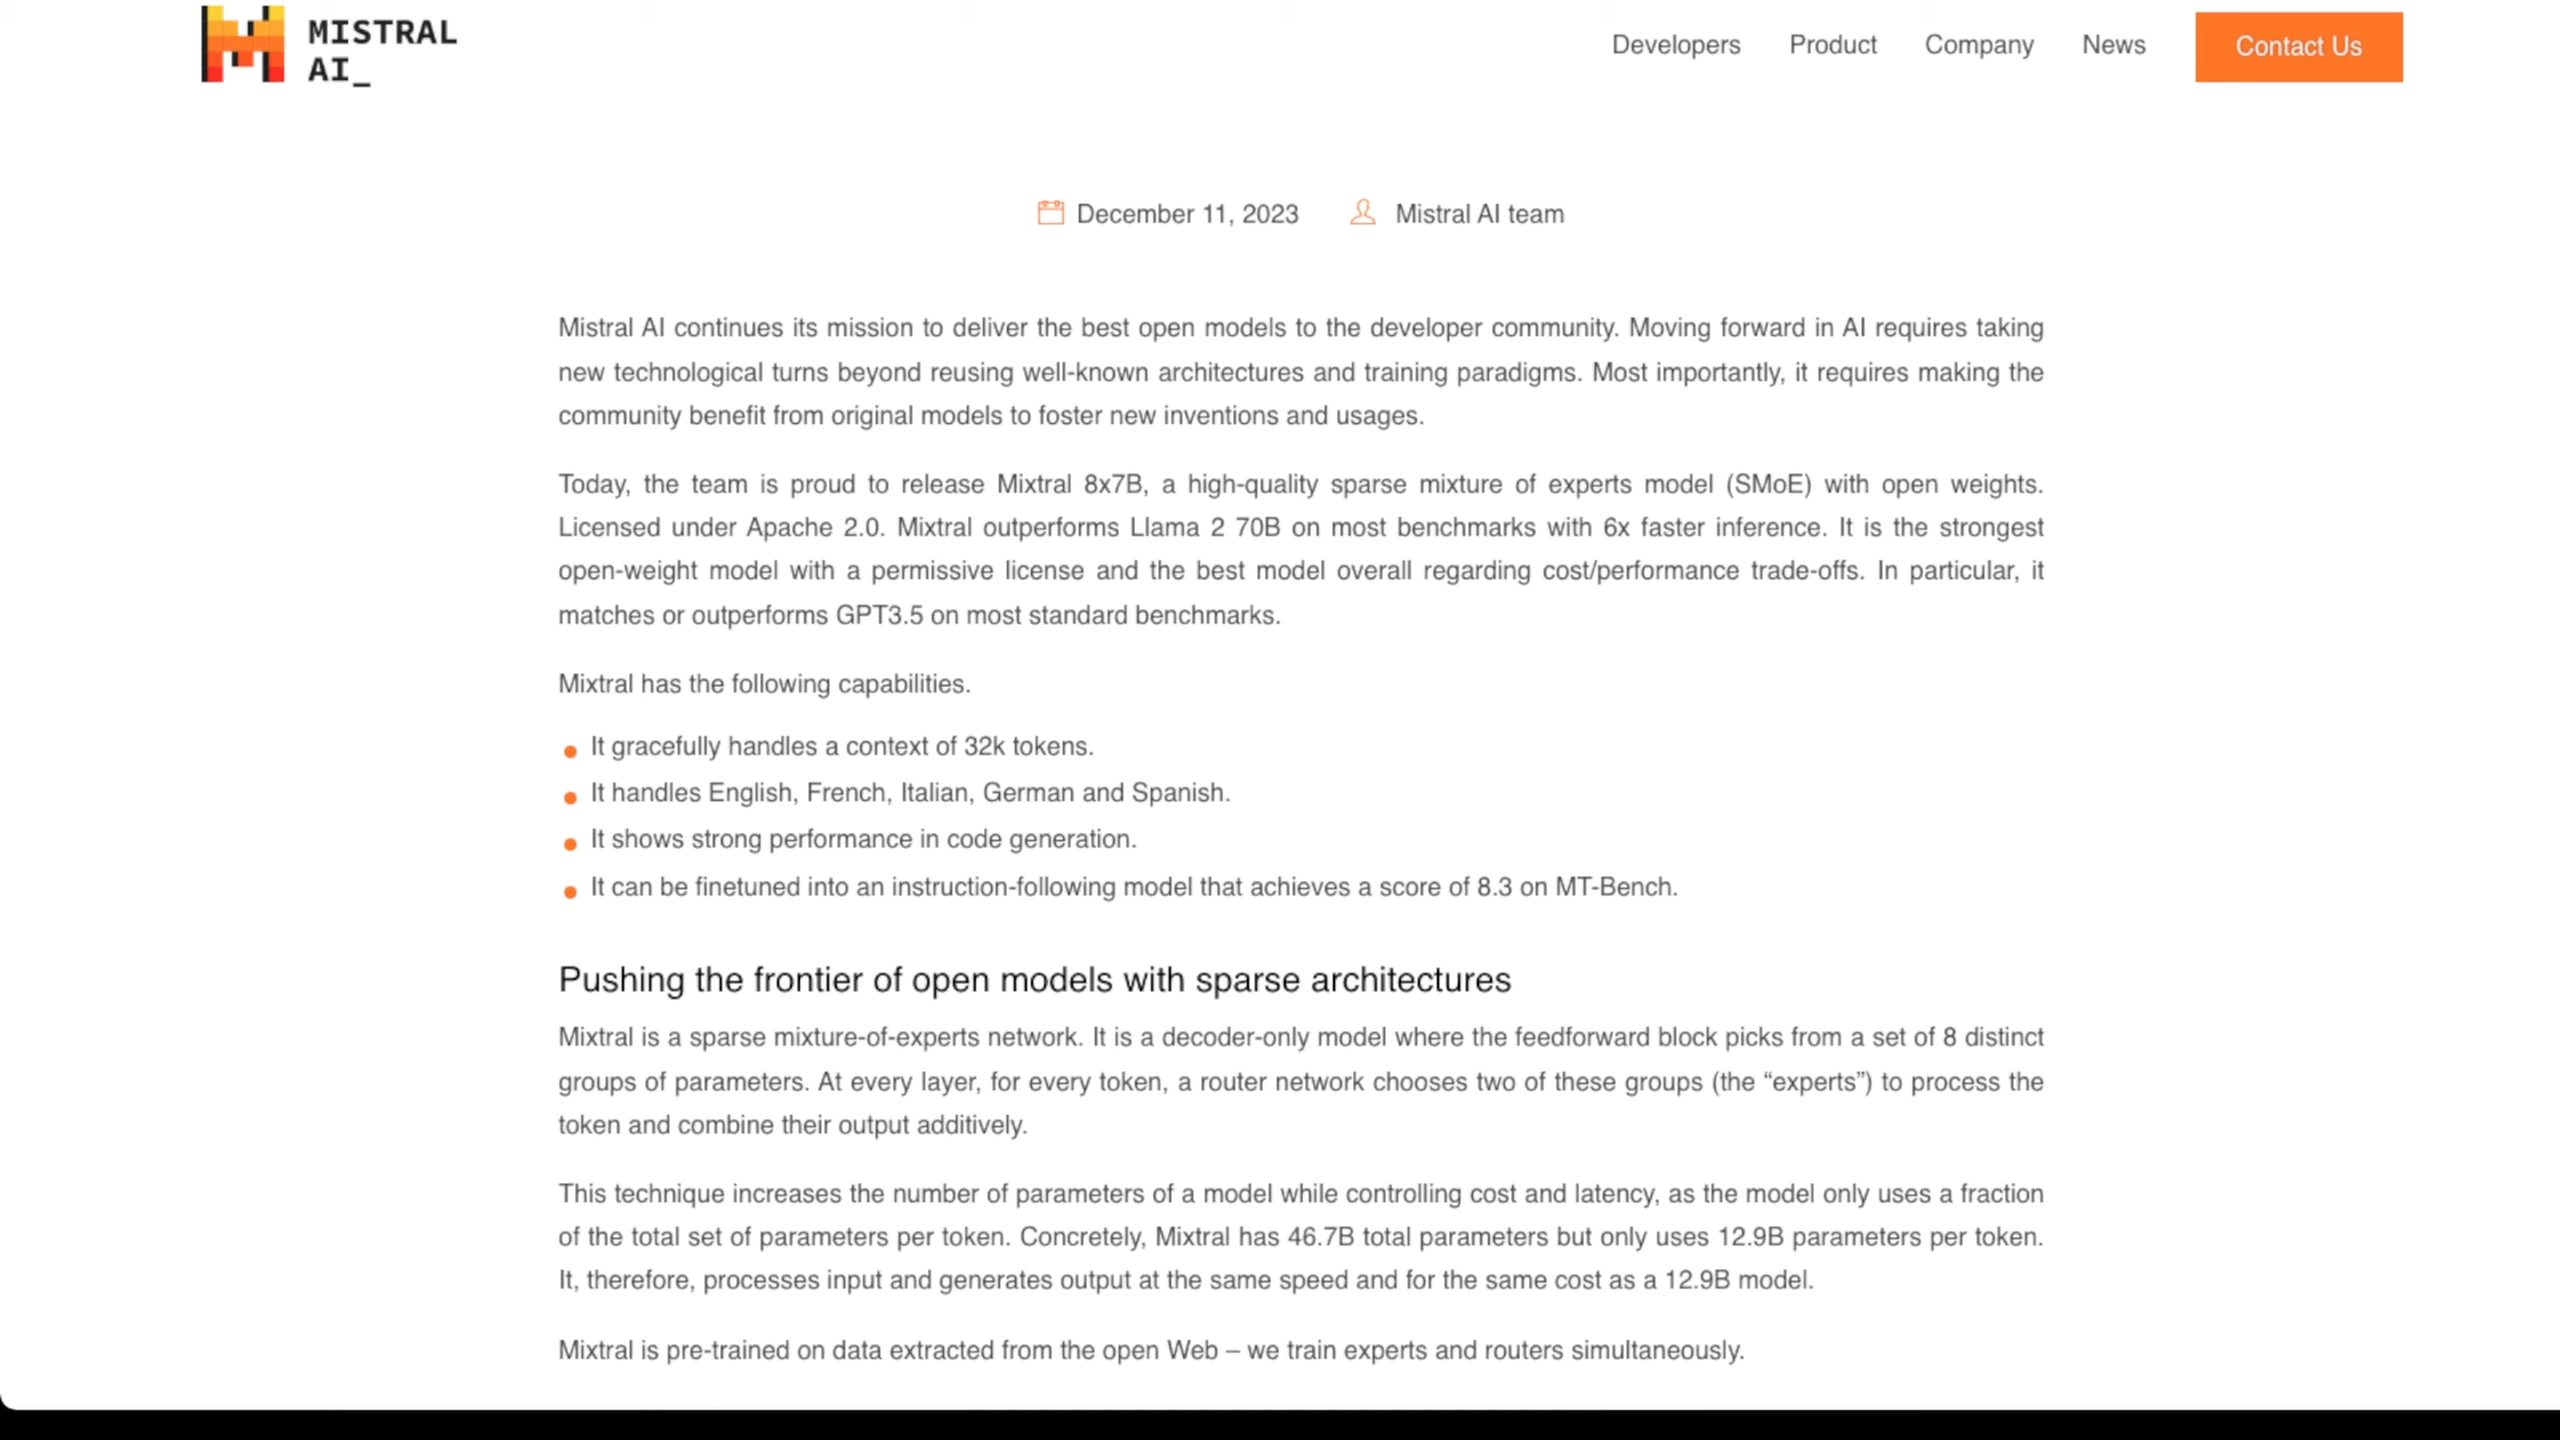 MISTRAL
AI_
Developers Product Company News Contact Us
December 11, 2023 Mistral AI team
Mistral AI continues its mission to deliver the best open models to the developer community. Moving forward in AI requires taking
new technological turns beyond reusing well-known architectures and training paradigms. Most importantly, it requires making the
community benefit from original models to foster new inventions and usages.
Today, the team is proud to release Mixtral 8x7B, a high-quality sparse mixture of experts model (SMoE) with open weights.
Licensed under Apache 2.0. Mixtral outperforms Llama 2 70B on most benchmarks with 6x faster inference. It is the strongest
open-weight model with a permissive license and the best model overall regarding cost/performance trade-offs. In particular, it
matches or outperforms GPT3.5 on most standard benchmarks.
Mixtral has the following capabilities.
• It gracefully handles a context of 32k tokens.
• It handles English, French, Italian, German and Spanish.
• It shows strong performance in code generation.
• It can be finetuned into an instruction-following model that achieves a score of 8.3 on MT-Bench.
Pushing the frontier of open models with sparse architectures
Mixtral is a sparse mixture-of-experts network. It is a decoder-only model where the feedforward block picks from a set of 8 distinct
groups of parameters. At every layer, for every token, a router network chooses two of these groups (the “experts”) to process the
token and combine their output additively.
This technique increases the number of parameters of a model while controlling cost and latency, as the model only uses a fraction
of the total set of parameters per token. Concretely, Mixtral has 46.7B total parameters but only uses 12.9B parameters per token.
It, therefore, processes input and generates output at the same speed and for the same cost as a 12.9B model.
Mixtral is pre-trained on data extracted from the open Web – we train experts and routers simultaneously.